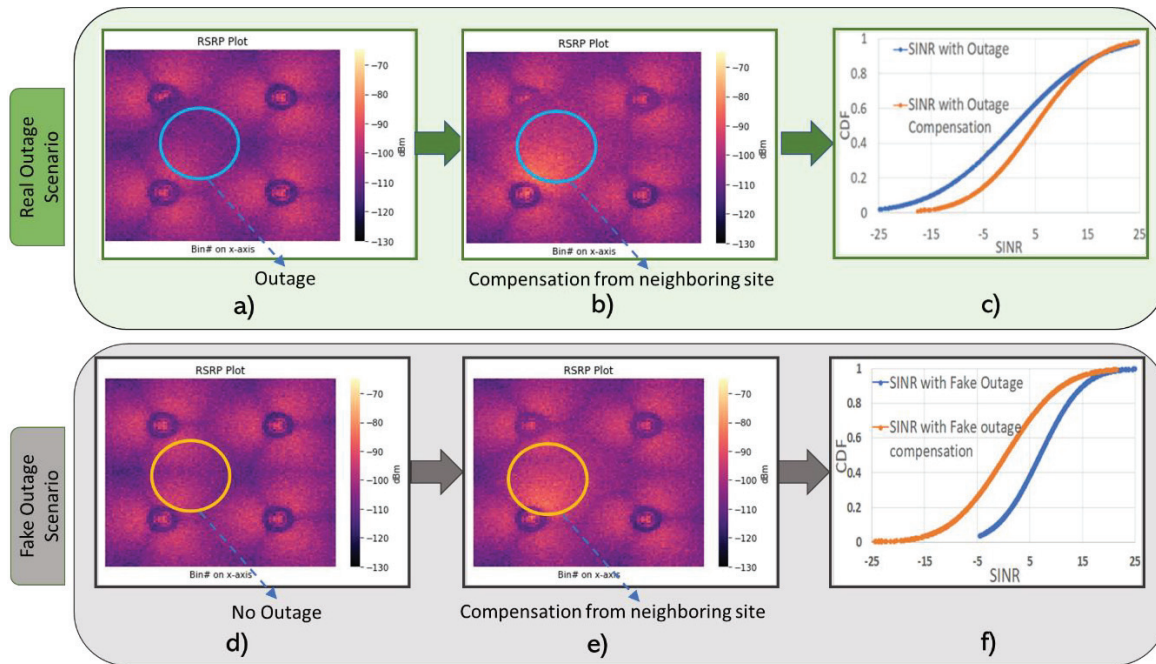 Real Outage
Scenario
RSRP Plot
−70
−80
−90
−100
−110
−120
−130
dBm
Bin# on x-axis
Outage
a)
RSRP Plot
−70
−80
−90
−100
−110
−120
−130
dBm
Bin# on x-axis
Compensation from neighboring site
b)
1
0.8
0.6
0.4
0.2
0
CDF
SINR with Outage
SINR with Outage
Compensation
-25
-15
-5
5
15
25
SINR
c)
Fake Outage
Scenario
RSRP Plot
−70
−80
−90
−100
−110
−120
−130
dBm
Bin# on x-axis
No Outage
d)
RSRP Plot
−70
−80
−90
−100
−110
−120
−130
dBm
Bin# on x-axis
Compensation from neighboring site
e)
1
0.8
0.6
0.4
0.2
0
CDF
SINR with Fake Outage
SINR with Fake outage
compensation
-25
-15
-5
5
15
25
SINR
f)